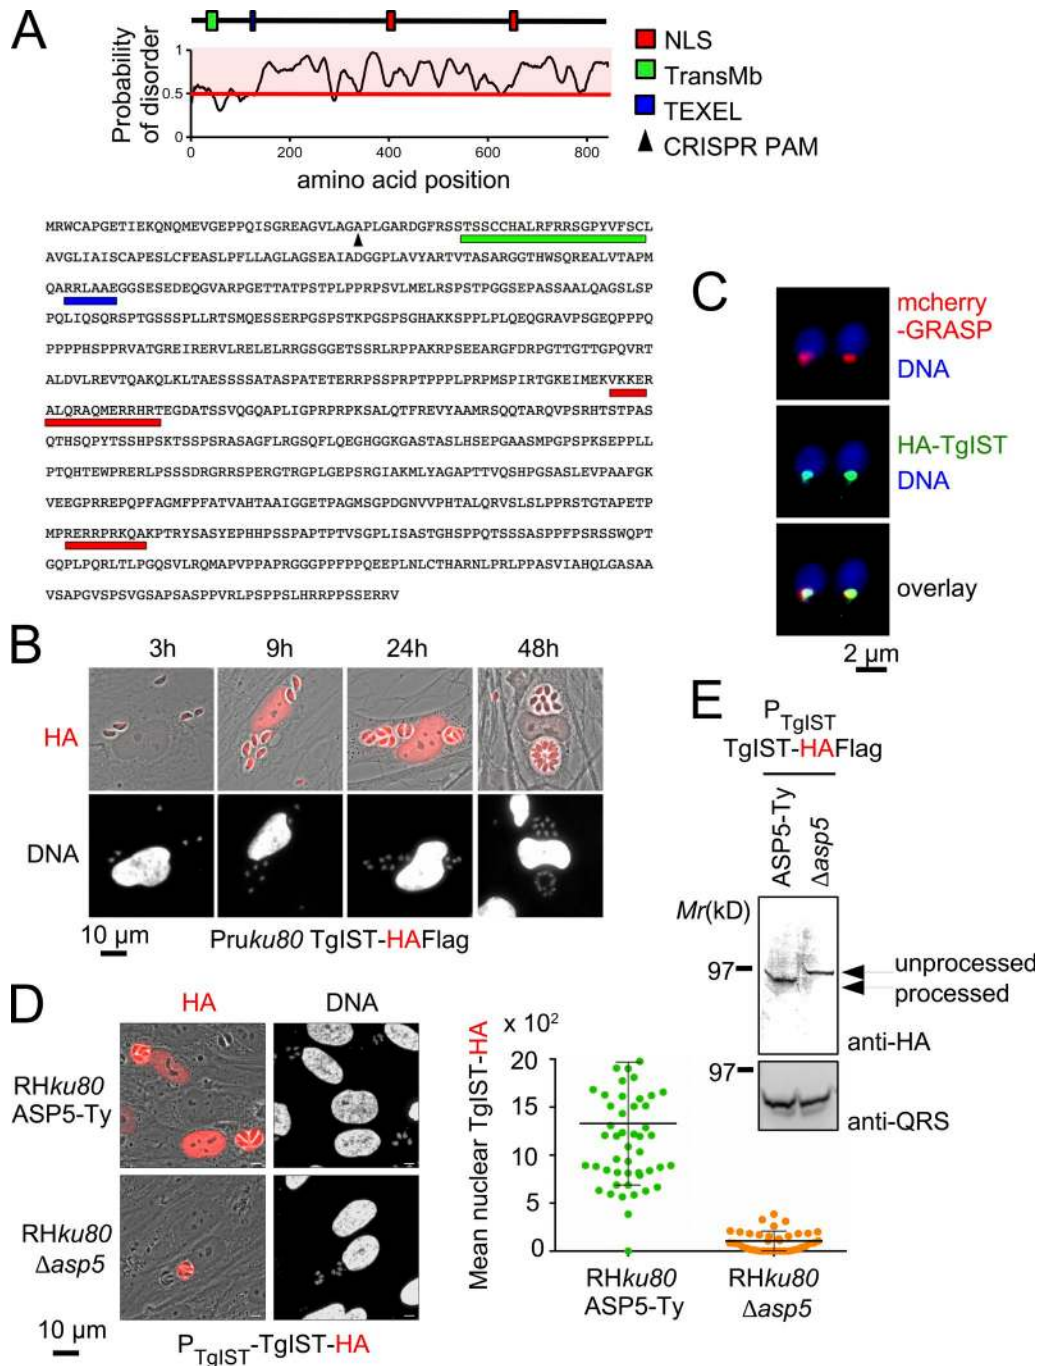 A
Probability
of disorder
1
0.5
0
0
200
400
600
800
amino acid position
NLS
TransMb
TEXEL
CRISPR PAM
MRWCAPGETIEKQNQMEVGEPPQISGREAGVLAGAPLGARDGFRSSTSSCCHALRFRRSGPYVFSCL
AVGLIAISCAPESLCFEASLPFLLAGLAGSEAIADGGPLAVYARTVTASARGGTHWSQREALVTAPM
QARRLAAEGGSESEDEQGVARPGETTATPSTPLPPRPSVLMELRSPSTPGGSEPASSAALQAGSLSP
PQLIQSQRSPTGSSSPLLRTSMQESSERPGSPSTKPGSPSGHAKKSPPLPLQEQGRAVPSGEQPPPQ
PPPPHSPPRVATGREIRERVLRELELRRGSGGETSSRLRPPAKRPSEEARGFDRPGTTGTTGPQVRT
ALDVLREVTQAKQLKLTAESSSSATASPATETERRPSSPRPTPPPLPRPMSPIRTGKEIMEKVKKER
ALQRAQMERRHRTEGDATSSVQGQAPLIGPRPRPKSALQTFREVYAAMRSQQTARQVPSRHTSTPAS
QTHSQPYTSSHPSKTSSPSRASAGFLRGSQFLQEGHGGKGASTASLHSEPGAASMPGPSPKSEPPLL
PTQHTEWPRERLPSSSDRGRRSPERGTRGPLGEPSRGIAKMLYAGAPTTVQSHPGSASLEVPAAFGK
VEEGPRREPQPFAGMFPFATVAHTAAIGGETPAGMSGPDGNVVPHTALQRVSLSLPPRSTGTAPETP
MPRERRPRKQAKPTRYSASYEPHHPSSPAPTPTVSGPLISASTGHSPPQTSSSASPPFPSRSSWQPT
GQPLPQRLTLPGQSVLRQMAPVPPAPRGGGPPFPPQEEPLNLCTHARNLPRLPPASVIAHQLGASAA
VSAPGVSPSVGSAPSASPPVRLPSPPSLHRRPPSSERRV
B
3h 9h 24h 48h
HA
DNA
10 µm
Pruku80 TgIST-HAFlag
C
mcherry
-GRASP
DNA
HA-TgIST
DNA
overlay
2 µm
D
HA DNA
RHku80
ASP5-Ty
RHku80
Δasp5
10 µm
PTgIST-TgIST-HA
Mean nuclear TgIST-HA
x 10²
20
15
10
5
0
RHku80
ASP5-Ty
RHku80
Δasp5
E
PTgIST
TgIST-HAFlag
ASP5-Ty
Δasp5
Mr(kD)
97
unprocessed
processed
anti-HA
97
anti-QRS